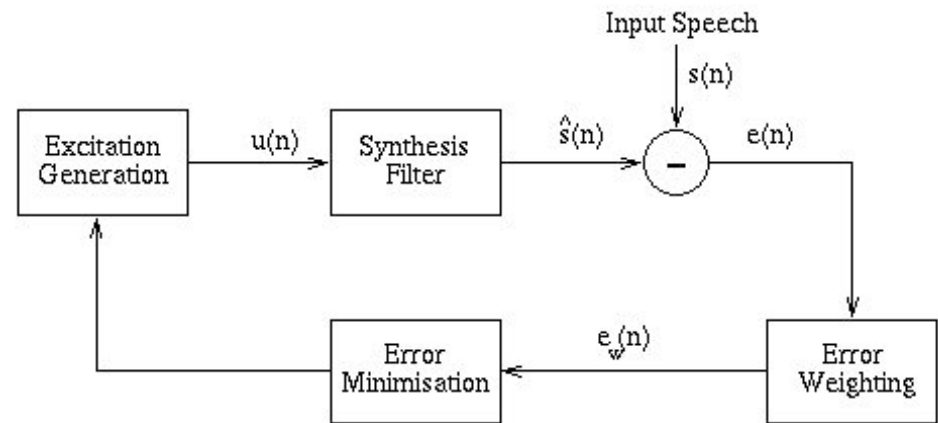 Input Speech
s(n)
Excitation
Generation
u(n)
Synthesis
Filter
ŝ(n)
-
e(n)
Error
Minimisation
e_w(n)
Error
Weighting